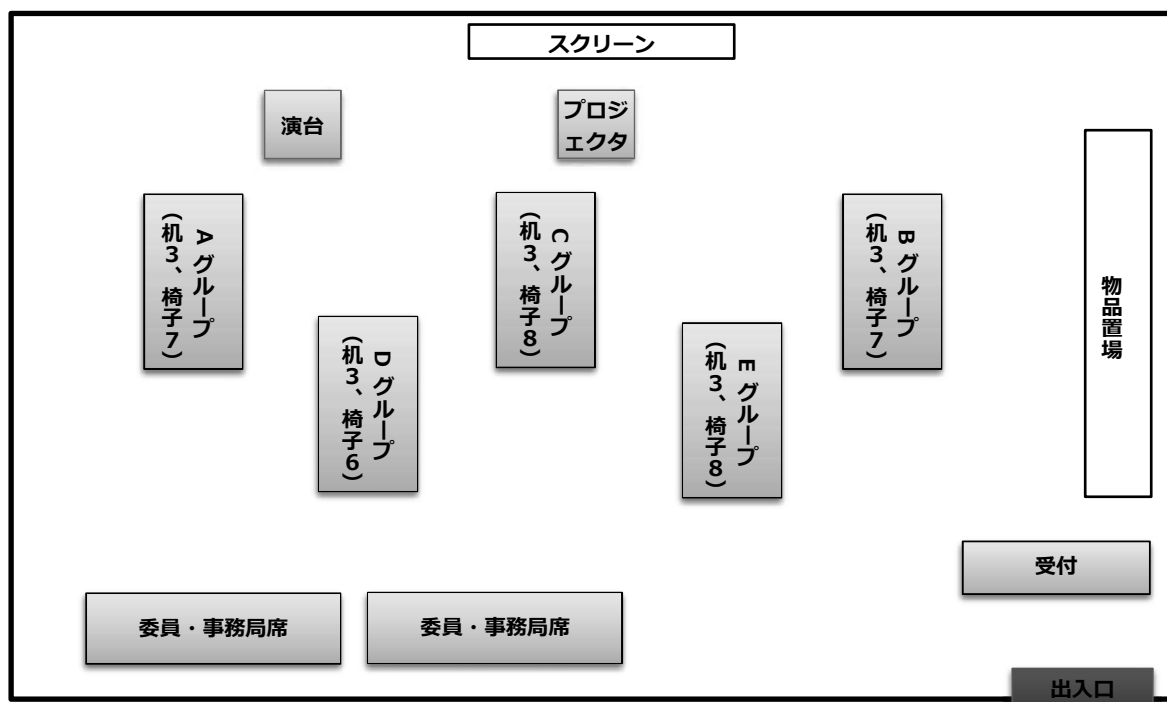 スクリーン
演台
プロジ
ェクタ
Aグループ
(机3、椅子7)
Cグループ
(机3、椅子8)
Bグループ
(机3、椅子7)
Dグループ
(机3、椅子6)
Eグループ
(机3、椅子8)
物品置場
受付
委員・事務局席
委員・事務局席
出入口